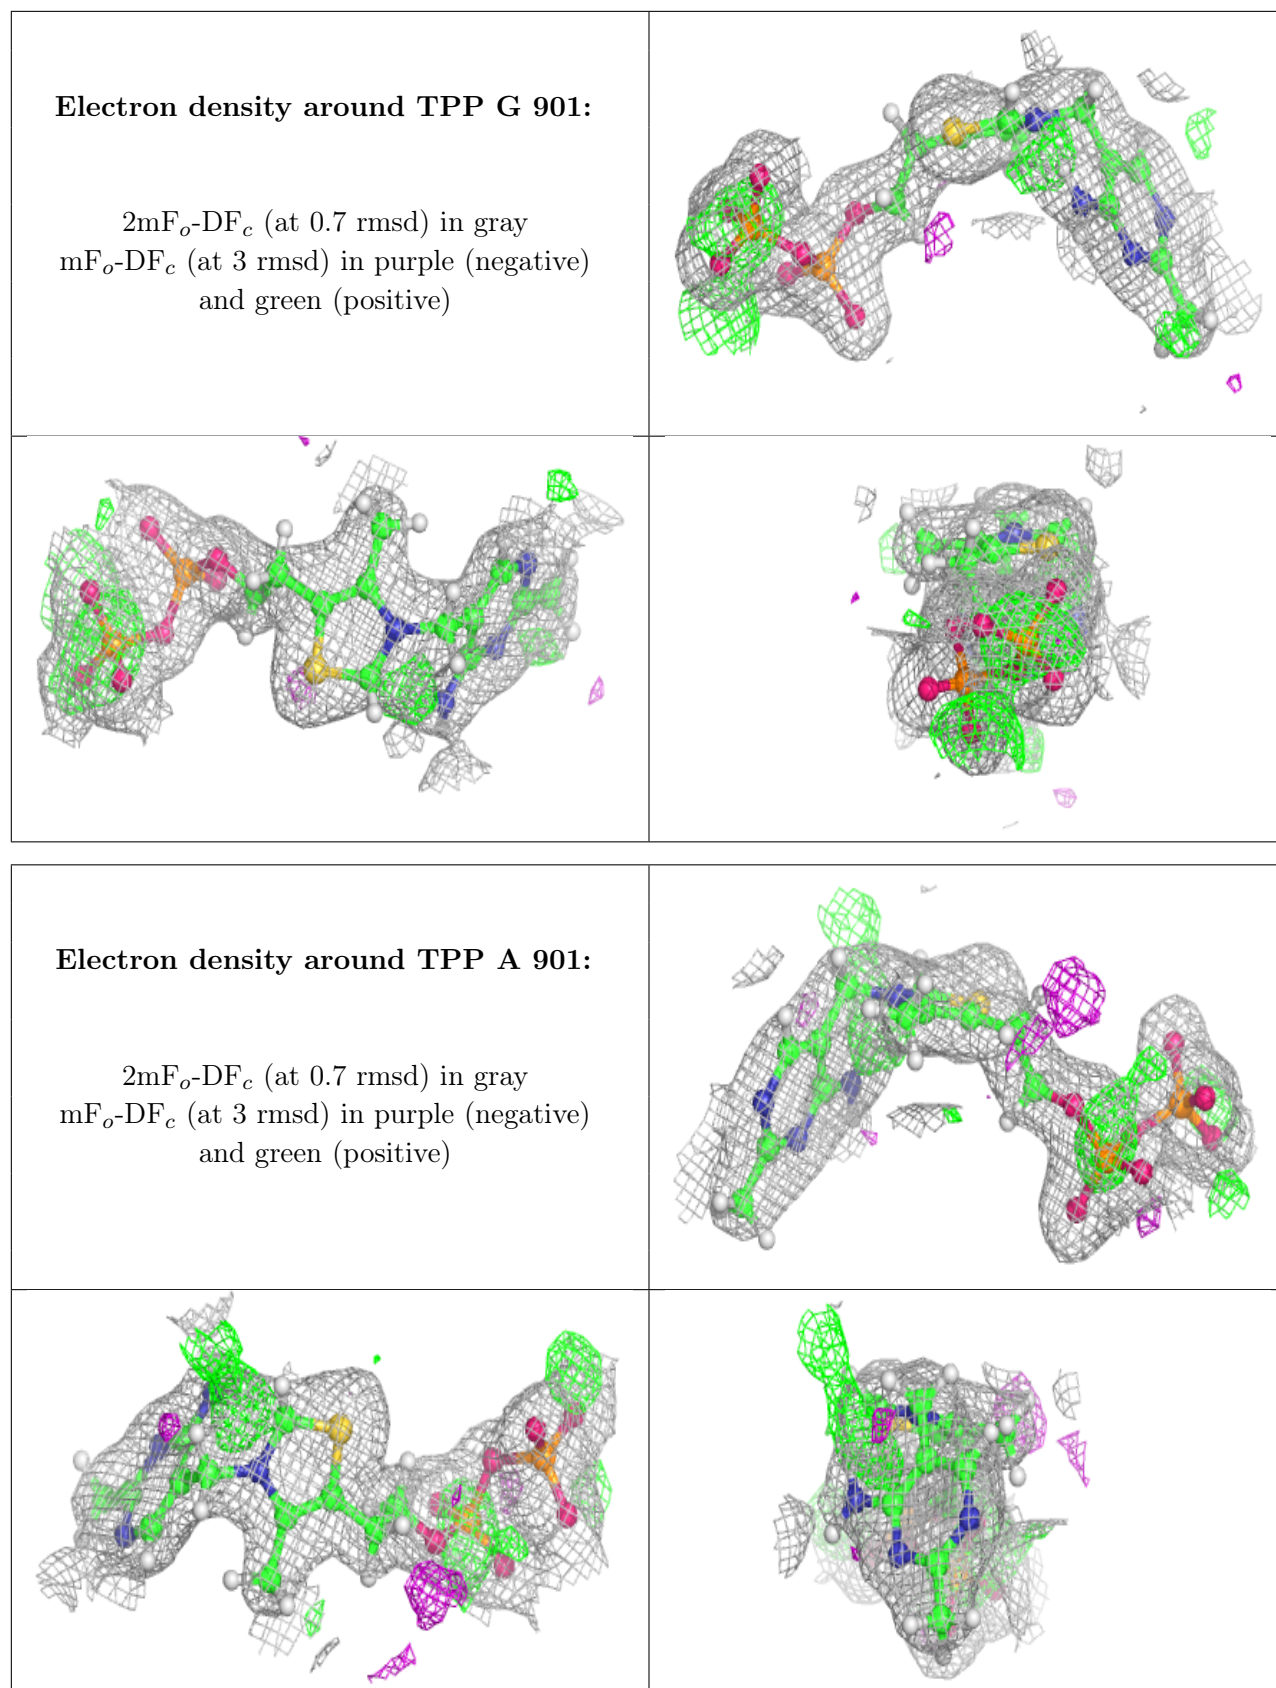 Electron density around TPP G 901:
2mFo-DFc (at 0.7 rmsd) in gray
mFo-DFc (at 3 rmsd) in purple (negative)
and green (positive)
Electron density around TPP A 901:
2mFo-DFc (at 0.7 rmsd) in gray
mFo-DFc (at 3 rmsd) in purple (negative)
and green (positive)